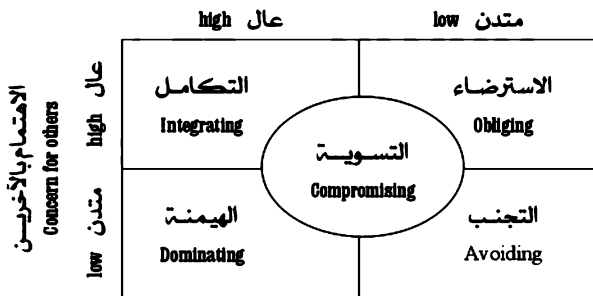 high عال low متدن
الاهتمام بالآخرين
Concern for others
high عال
low متدن
التكامل
Integrating
الاسترضاء
Obliging
التسوية
Compromising
الهيمنة
Dominating
التجنب
Avoiding